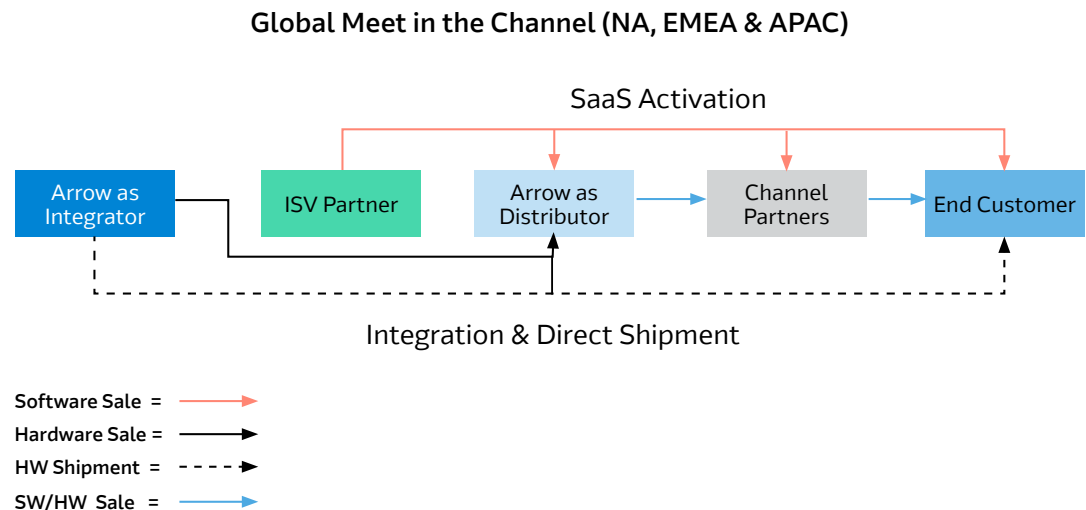 Global Meet in the Channel (NA, EMEA & APAC)
SaaS Activation
Arrow as
Integrator
ISV Partner
Arrow as
Distributor
Channel
Partners
End Customer
Integration & Direct Shipment
Software Sale =
Hardware Sale =
HW Shipment =
SW/HW Sale =